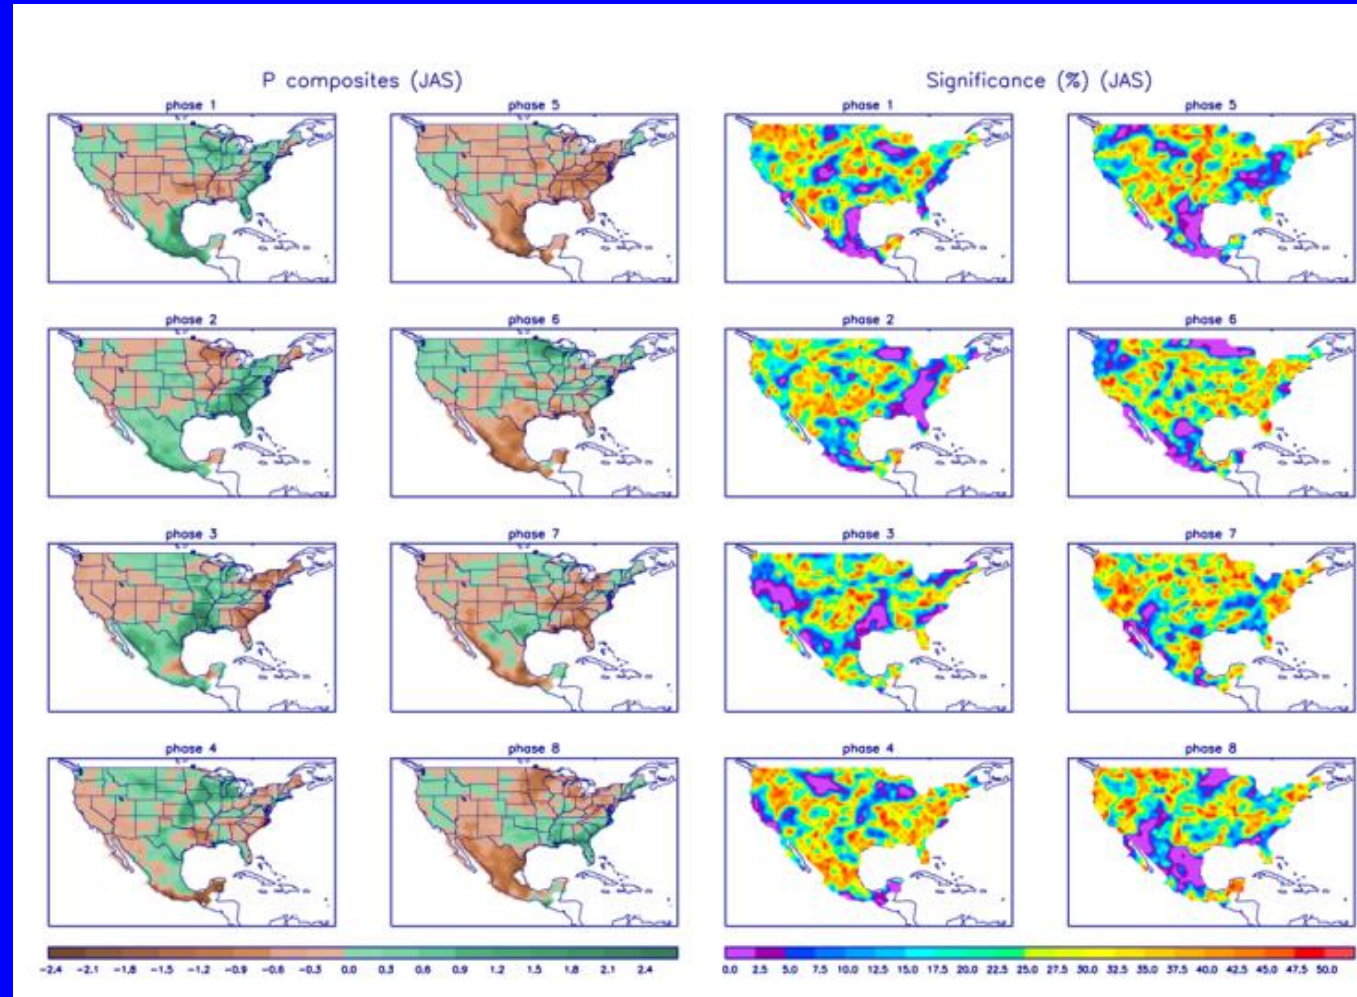 P composites (JAS)
Significance (%) (JAS)
phase 1
phase 5
phase 1
phase 5
phase 2
phase 6
phase 2
phase 6
phase 3
phase 7
phase 3
phase 7
phase 4
phase 8
phase 4
phase 8
-2.4 -2.1 -1.8 -1.5 -1.2 -0.9 -0.6 -0.3 0.0 0.3 0.6 0.9 1.2 1.5 1.8 2.1 2.4
0.0 2.5 5.0 7.5 10.0 12.5 15.0 17.5 20.0 22.5 25.0 27.5 30.0 32.5 35.0 37.5 40.0 42.5 45.0 47.5 50.0